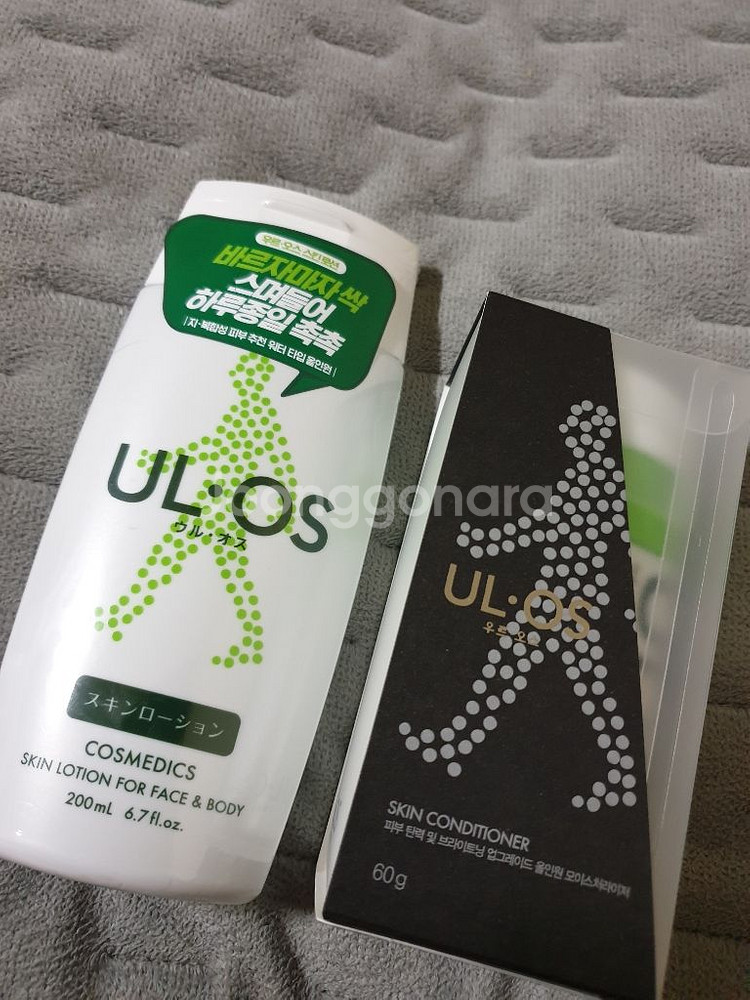 우르·오스 스킨로션
바르자마자 싹
스며들어
하루종일 촉촉
지·복합성 피부 추천 워터 타입 올인원
UL·OS
ウル・オス
スキンローション
COSMEDICS
SKIN LOTION FOR FACE & BODY
200mL 6.7fl.oz.
UL·OS
우르·오스
SKIN CONDITIONER
피부 탄력 및 브라이트닝 업그레이드 올인원 모이스처라이저
60g
joonggonara